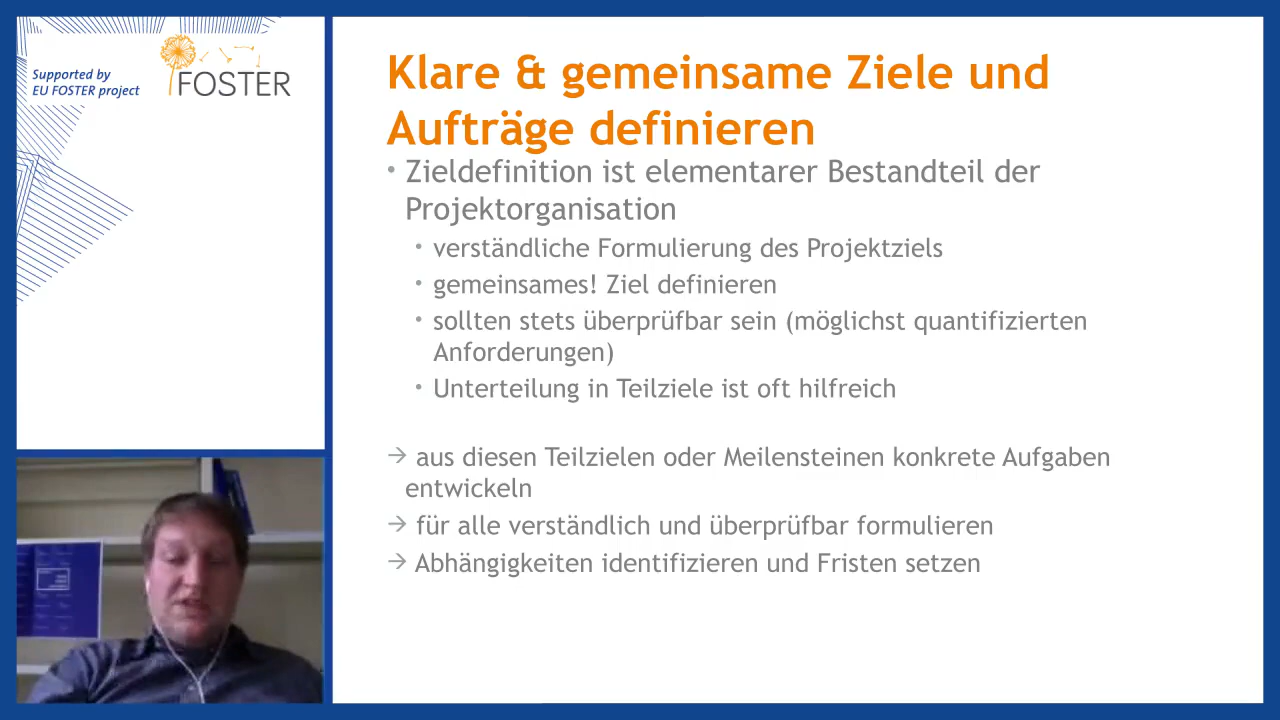 Supported by
EU FOSTER project
FOSTER
Klare & gemeinsame Ziele und
Aufträge definieren
• Zieldefinition ist elementarer Bestandteil der
Projektorganisation
• verständliche Formulierung des Projektziels
• gemeinsames! Ziel definieren
• sollten stets überprüfbar sein (möglichst quantifizierten
Anforderungen)
• Unterteilung in Teilziele ist oft hilfreich
→ aus diesen Teilzielen oder Meilensteinen konkrete Aufgaben
entwickeln
→ für alle verständlich und überprüfbar formulieren
→ Abhängigkeiten identifizieren und Fristen setzen